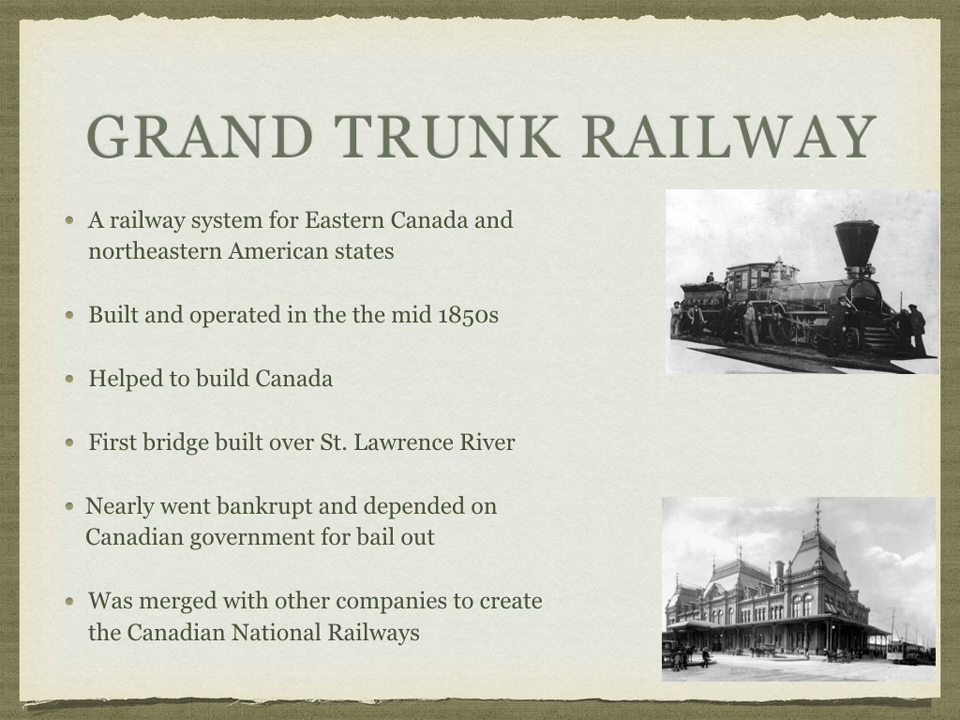 GRAND TRUNK RAILWAY
• A railway system for Eastern Canada and
northeastern American states
• Built and operated in the the mid 1850s
• Helped to build Canada
• First bridge built over St. Lawrence River
• Nearly went bankrupt and depended on
Canadian government for bail out
• Was merged with other companies to create
the Canadian National Railways